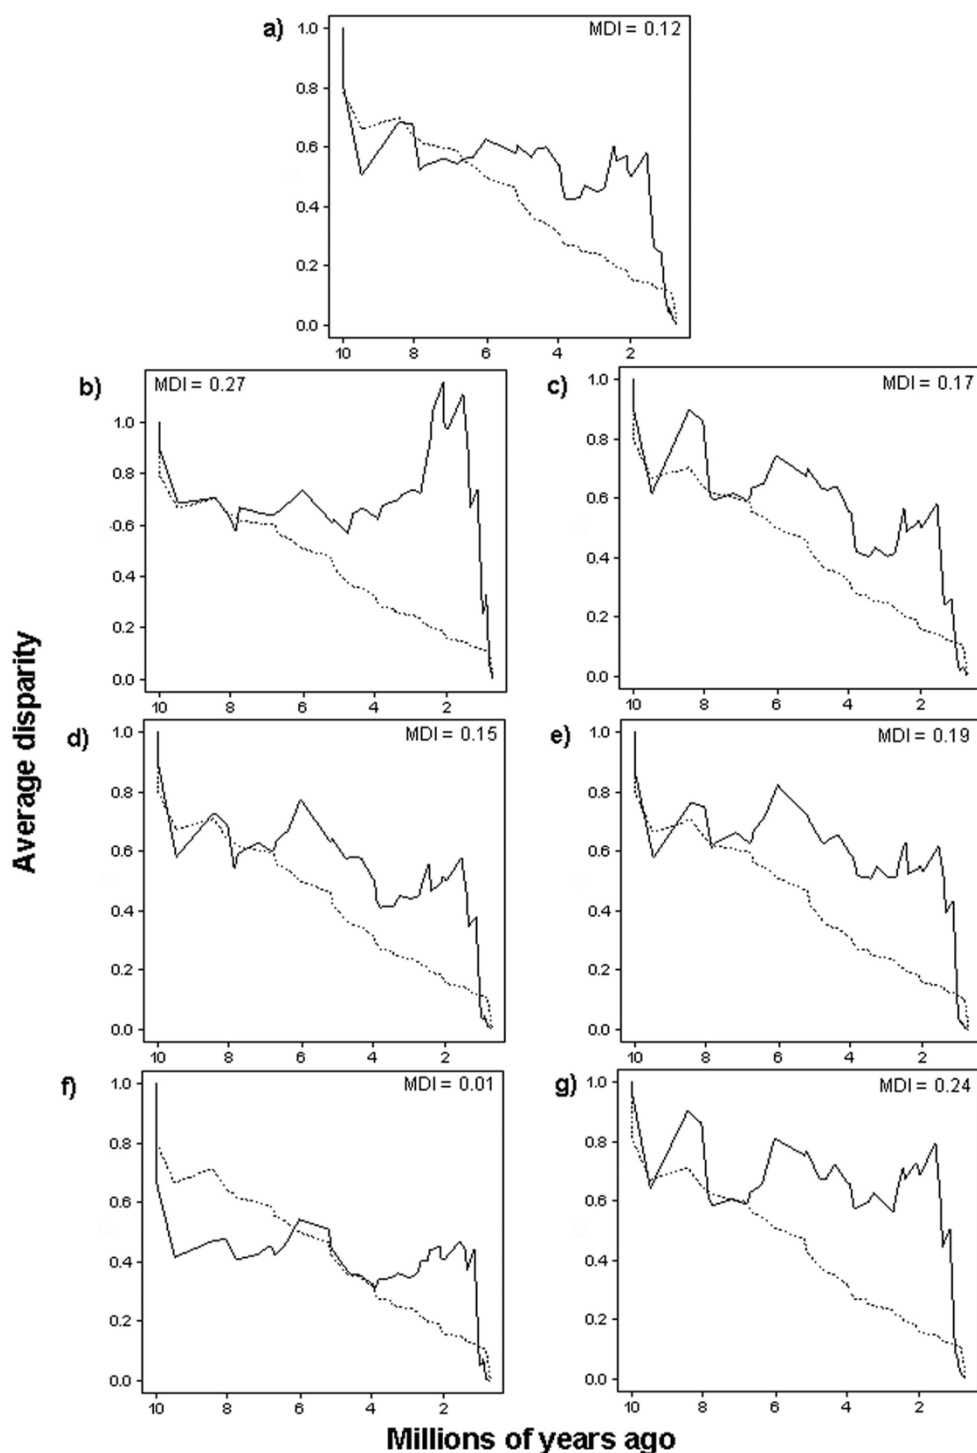 a)
MDI = 0.12
1.0
0.8
0.6
0.4
0.2
0.0
10 8 6 4 2
b)
MDI = 0.27
1.0
0.8
0.6
0.4
0.2
0.0
10 8 6 4 2
c)
MDI = 0.17
1.0
0.8
0.6
0.4
0.2
0.0
10 8 6 4 2
Average disparity
d)
MDI = 0.15
1.0
0.8
0.6
0.4
0.2
0.0
10 8 6 4 2
e)
MDI = 0.19
1.0
0.8
0.6
0.4
0.2
0.0
10 8 6 4 2
f)
MDI = 0.01
1.0
0.8
0.6
0.4
0.2
0.0
10 8 6 4 2
g)
MDI = 0.24
1.0
0.8
0.6
0.4
0.2
0.0
10 8 6 4 2
Millions of years ago